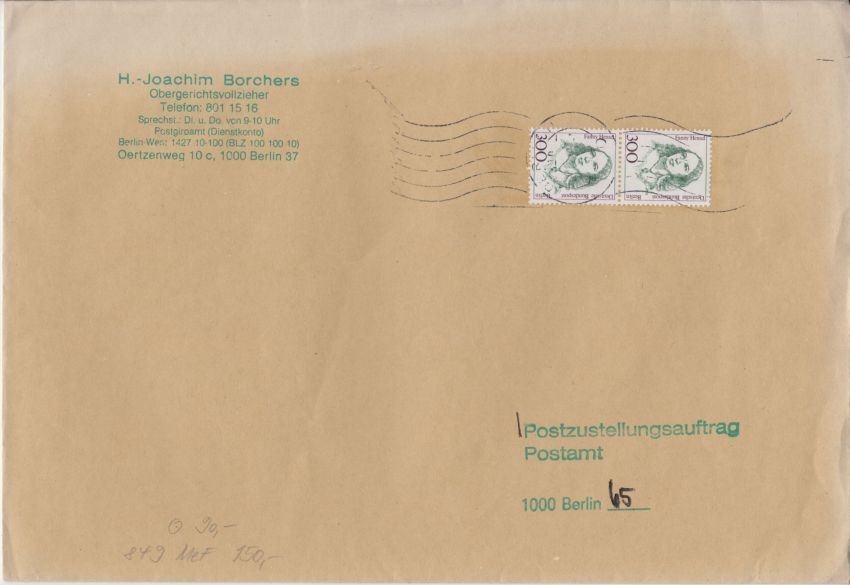 H.-Joachim Borchers
Obergerichtsvollzieher
Telefon: 801 15 16
Sprechst.: Di. u. Do. von 9-10 Uhr
Postgiroamt (Dienstkonto)
Berlin-West: 1427 10-100 (BLZ 100 100 10)
Oertzenweg 10 c, 1000 Berlin 37
300
Fanny Hensel
Deutsche Bundespost Berlin
300
Fanny Hensel
Deutsche Bundespost Berlin
Postzustellungsauftrag
Postamt
1000 Berlin 65
90,-
849 MeF 150,-